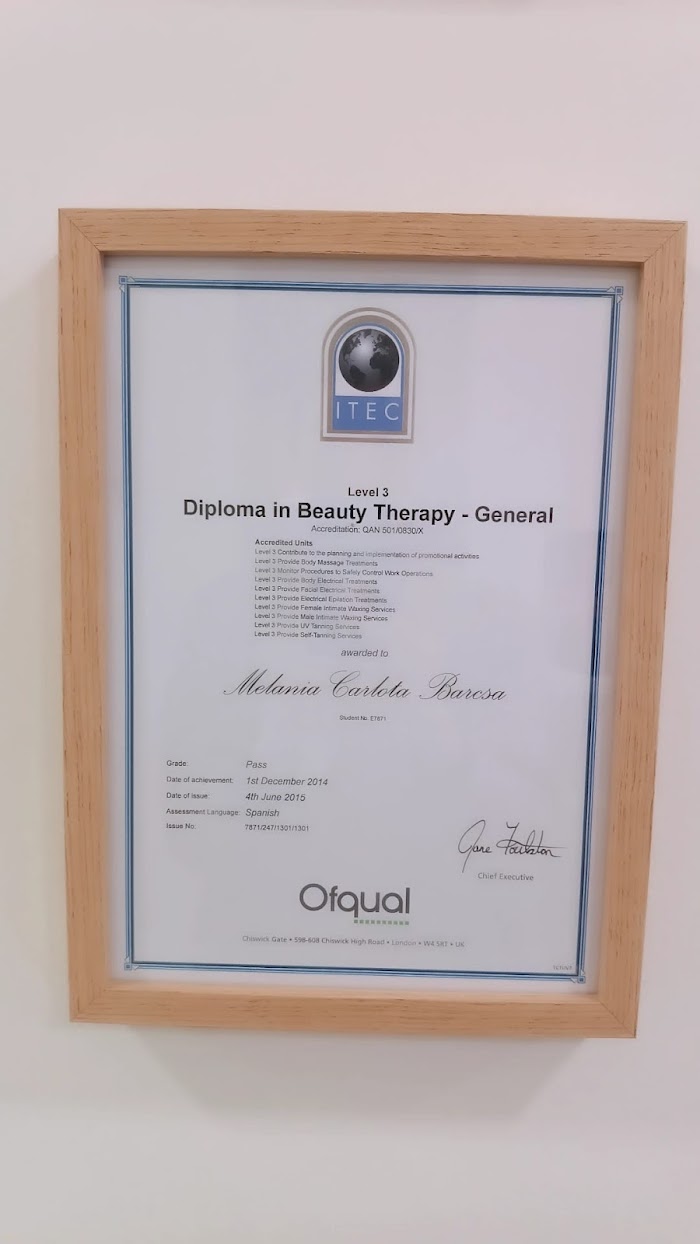 ITEC
Level 3
Diploma in Beauty Therapy - General
Accreditation: QAN 501/0830/X
Accredited Units
Level 3 Contribute to the planning and implementation of promotional activities
Level 3 Provide Body Massage Treatments
Level 3 Monitor Procedures to Safely Control Work Operations
Level 3 Provide Body Electrical Treatments
Level 3 Provide Facial Electrical Treatments
Level 3 Provide Electrical Epilation Treatments
Level 3 Provide Female Intimate Waxing Services
Level 3 Provide Male Intimate Waxing Services
Level 3 Provide UV Tanning Services
Level 3 Provide Self-Tanning Services
awarded to
Melania Carlota Barcsa
Student No. E7871
Grade: Pass
Date of achievement: 1st December 2014
Date of issue: 4th June 2015
Assessment Language: Spanish
Issue No: 7871/247/1301/1301
Jane Foulston
Chief Executive
Ofqual
Chiswick Gate • 598-608 Chiswick High Road • London • W4 5RT • UK